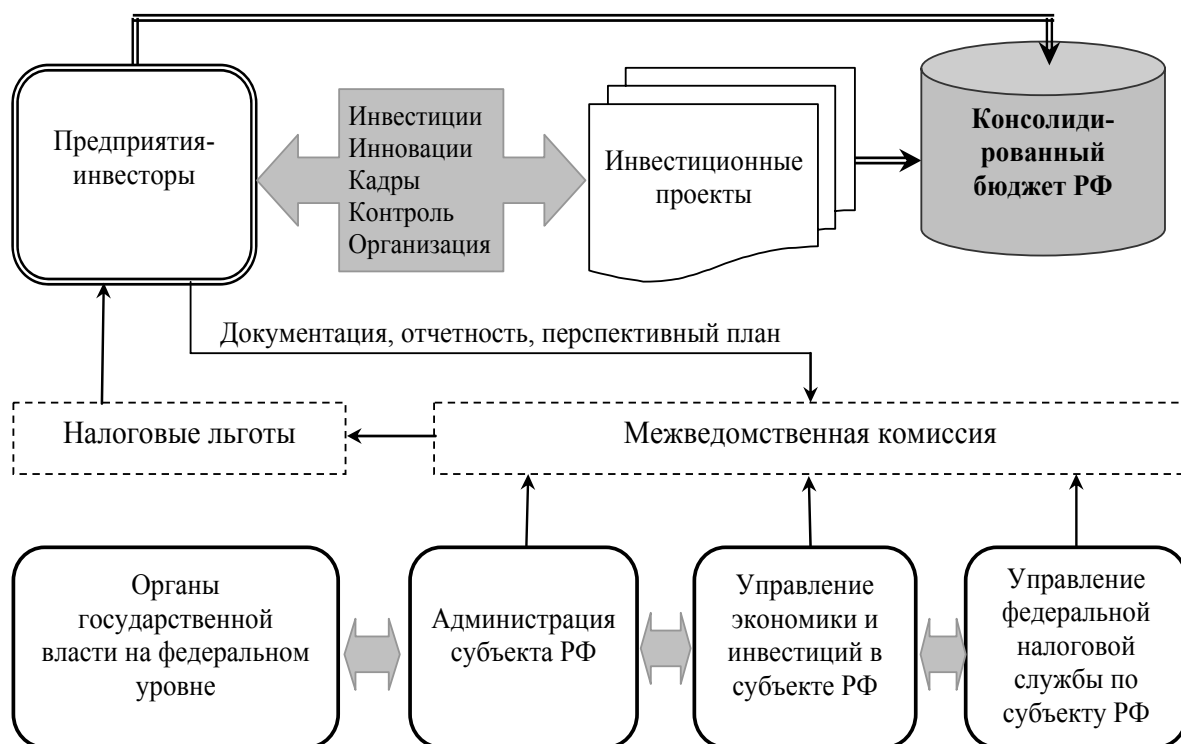 Предприятия-
инвесторы
Инвестиции
Инновации
Кадры
Контроль
Организация
Инвестиционные
проекты
Консолиди-
рованный
бюджет РФ
Документация, отчетность, перспективный план
Налоговые льготы
Межведомственная комиссия
Органы
государственной
власти на федеральном
уровне
Администрация
субъекта РФ
Управление
экономики и
инвестиций в
субъекте РФ
Управление
федеральной
налоговой
службы по
субъекту РФ